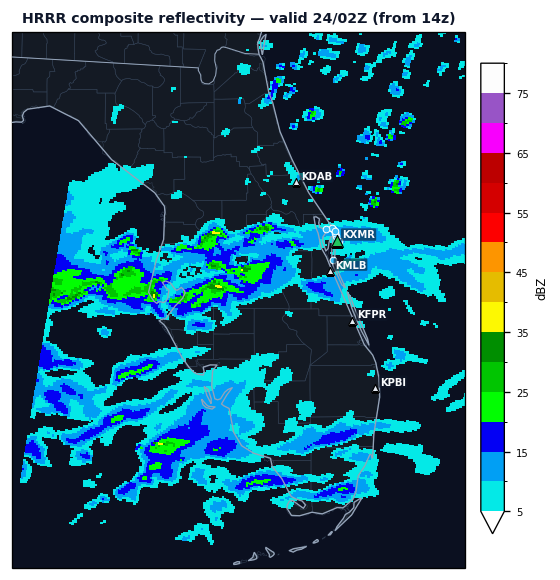 HRRR composite reflectivity — valid 24/02Z (from 14z)
KDAB
KXMR
KMLB
KFPR
KPBI
75
65
55
45
35
25
15
5
dBZ